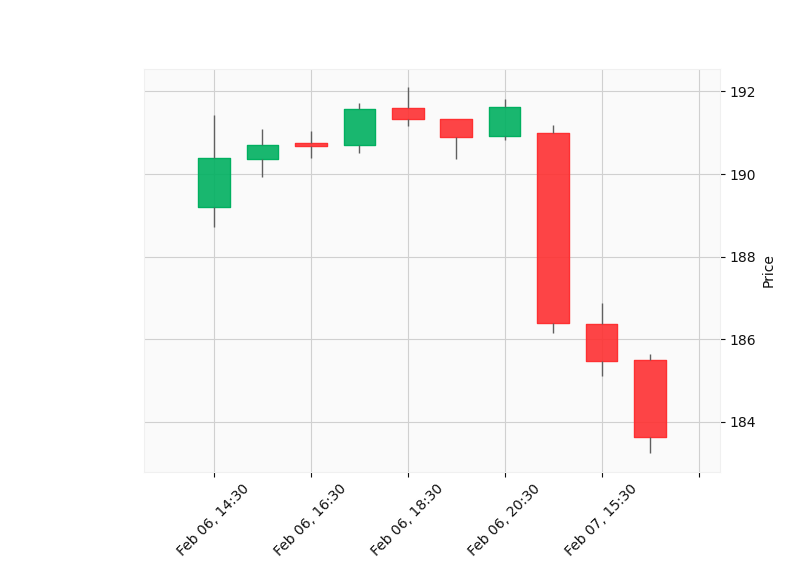 192
190
188
186
184
Price
Feb 06, 14:30
Feb 06, 16:30
Feb 06, 18:30
Feb 06, 20:30
Feb 07, 15:30